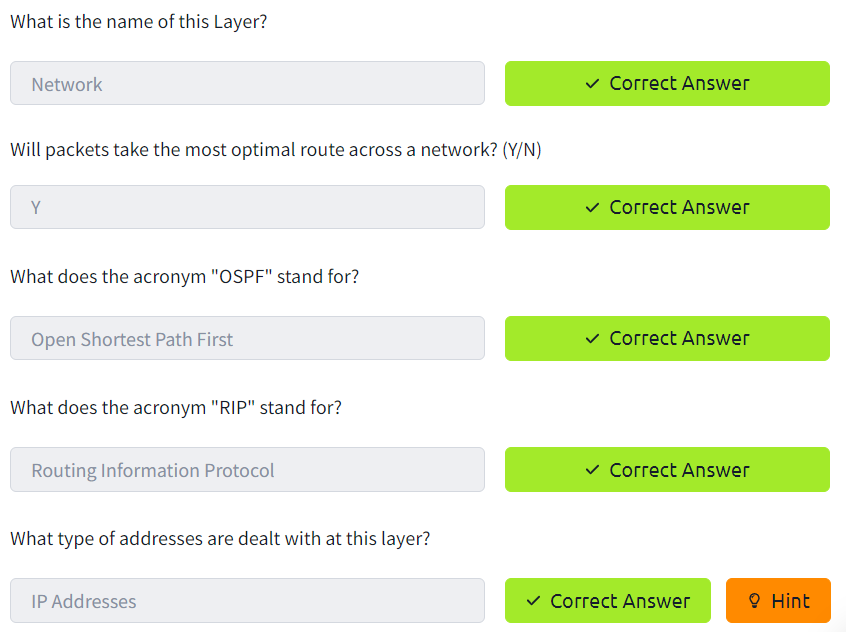 What is the name of this Layer?
Network
Correct Answer
Will packets take the most optimal route across a network? (Y/N)
Y
Correct Answer
What does the acronym "OSPF" stand for?
Open Shortest Path First
Correct Answer
What does the acronym "RIP" stand for?
Routing Information Protocol
Correct Answer
What type of addresses are dealt with at this layer?
IP Addresses
Correct Answer
Hint